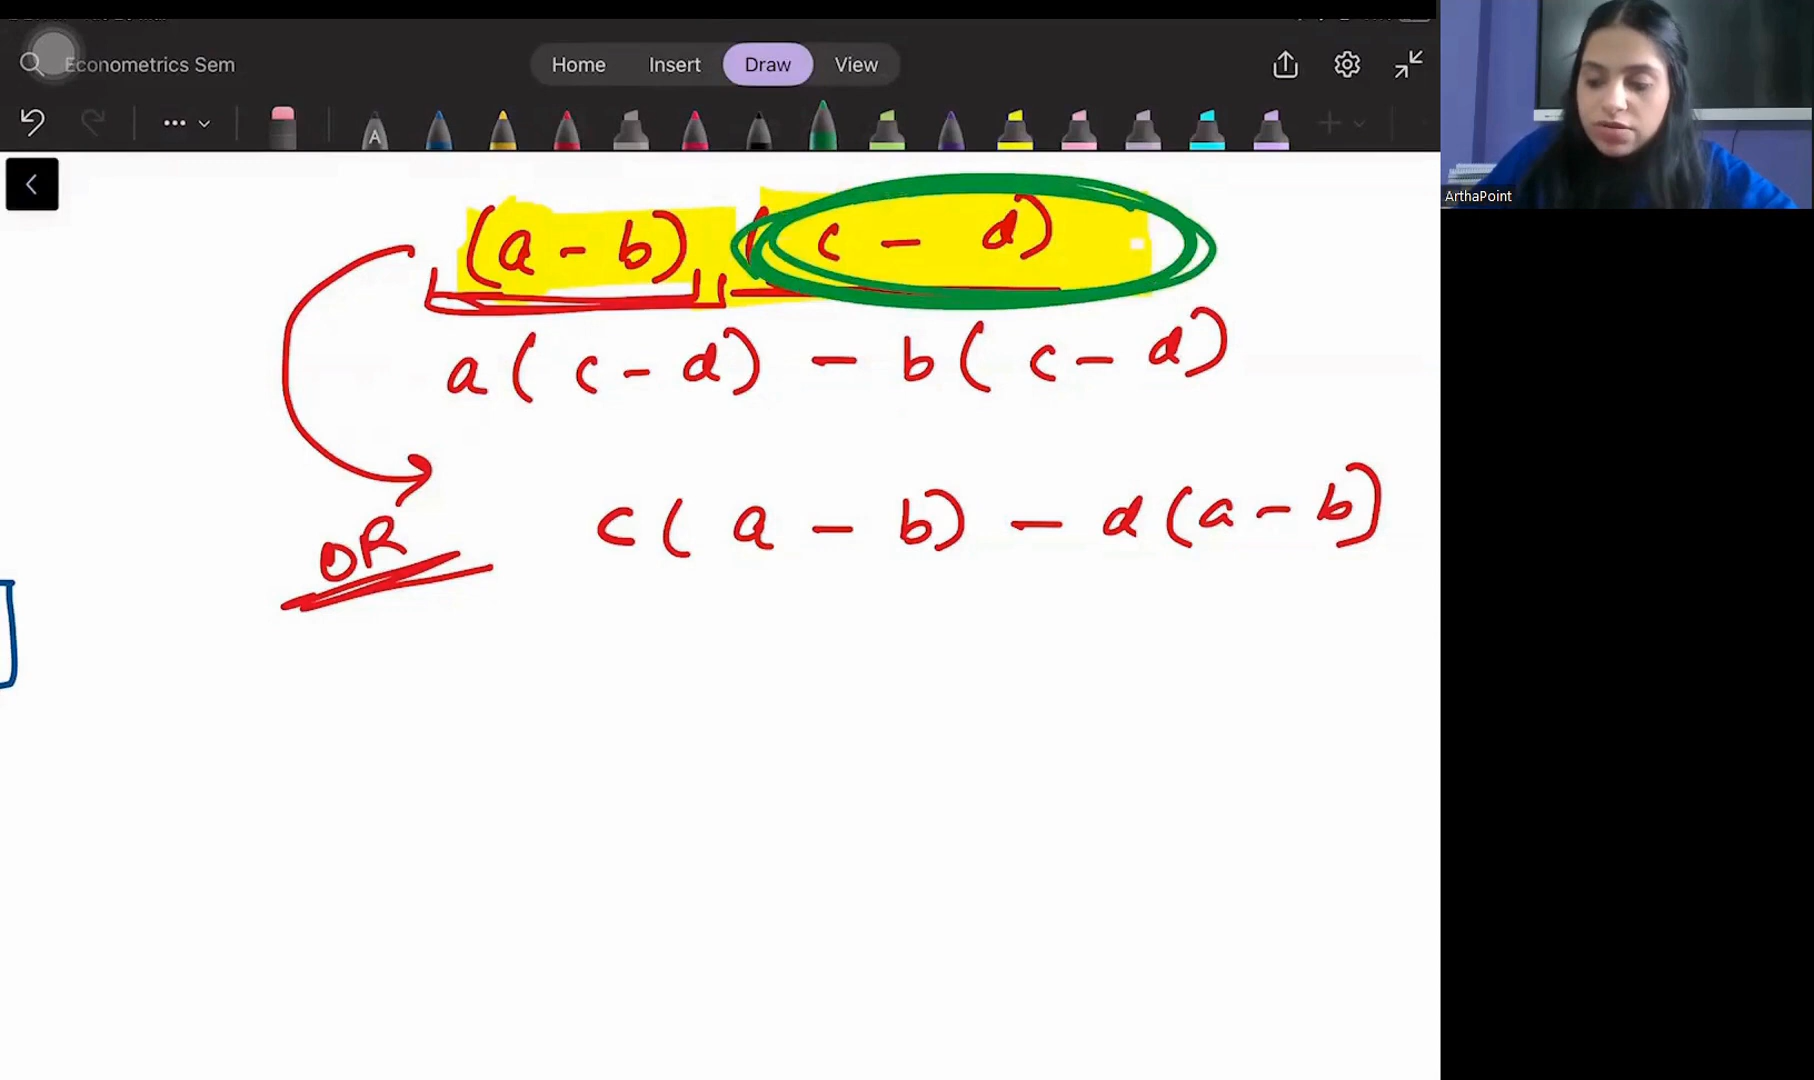 Econometrics Sem
Home Insert Draw View
A
ArthaPoint
(a - b) (c - d)
a(c - d) - b(c - d)
OR
c(a - b) - d(a - b)